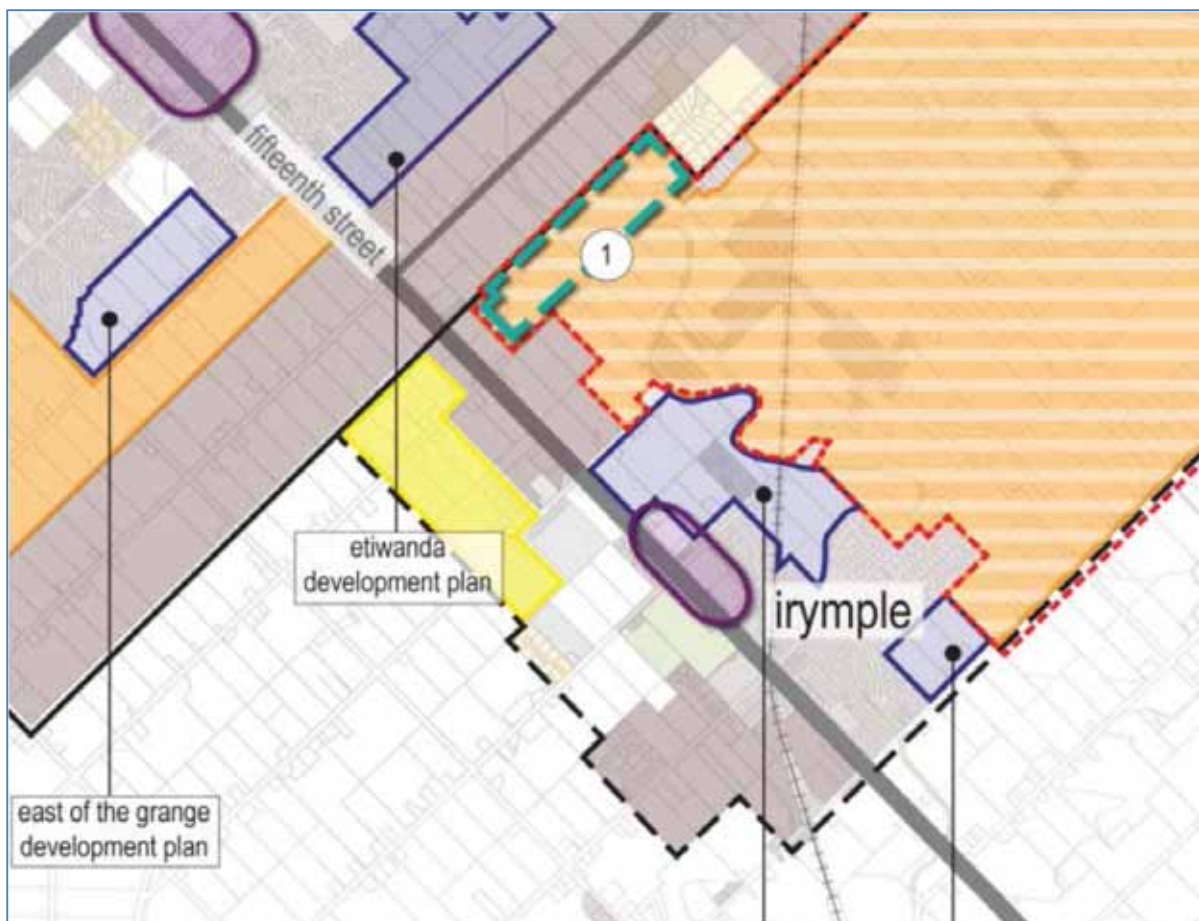 fifteenth street
1
etiwanda
development plan
irymple
east of the grange
development plan